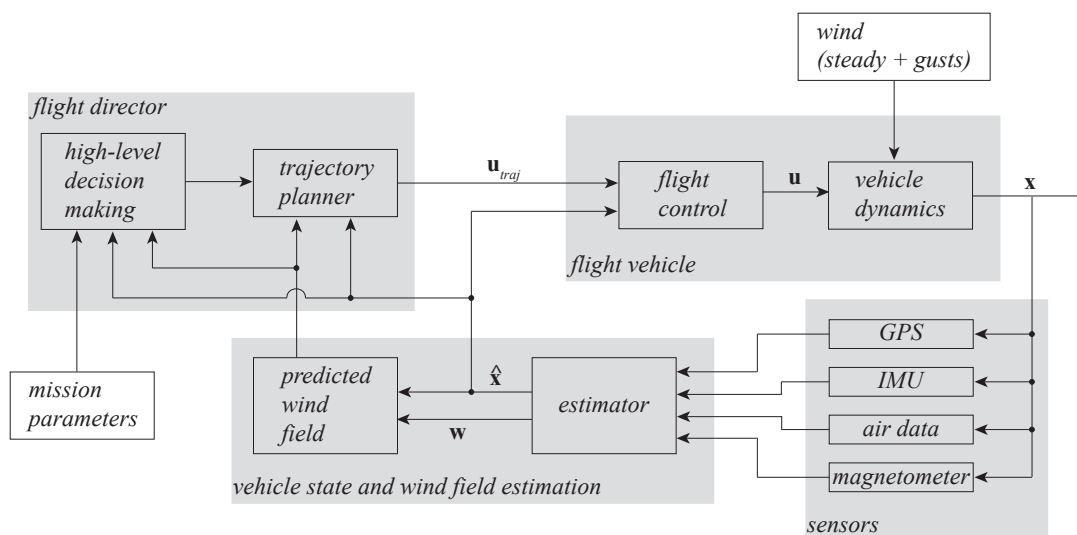 wind
(steady + gusts)
flight director
high-level
decision
making
trajectory
planner
u_traj
flight
control
u
vehicle
dynamics
x
flight vehicle
mission
parameters
predicted
wind
field
x̂
w
estimator
vehicle state and wind field estimation
GPS
IMU
air data
magnetometer
sensors